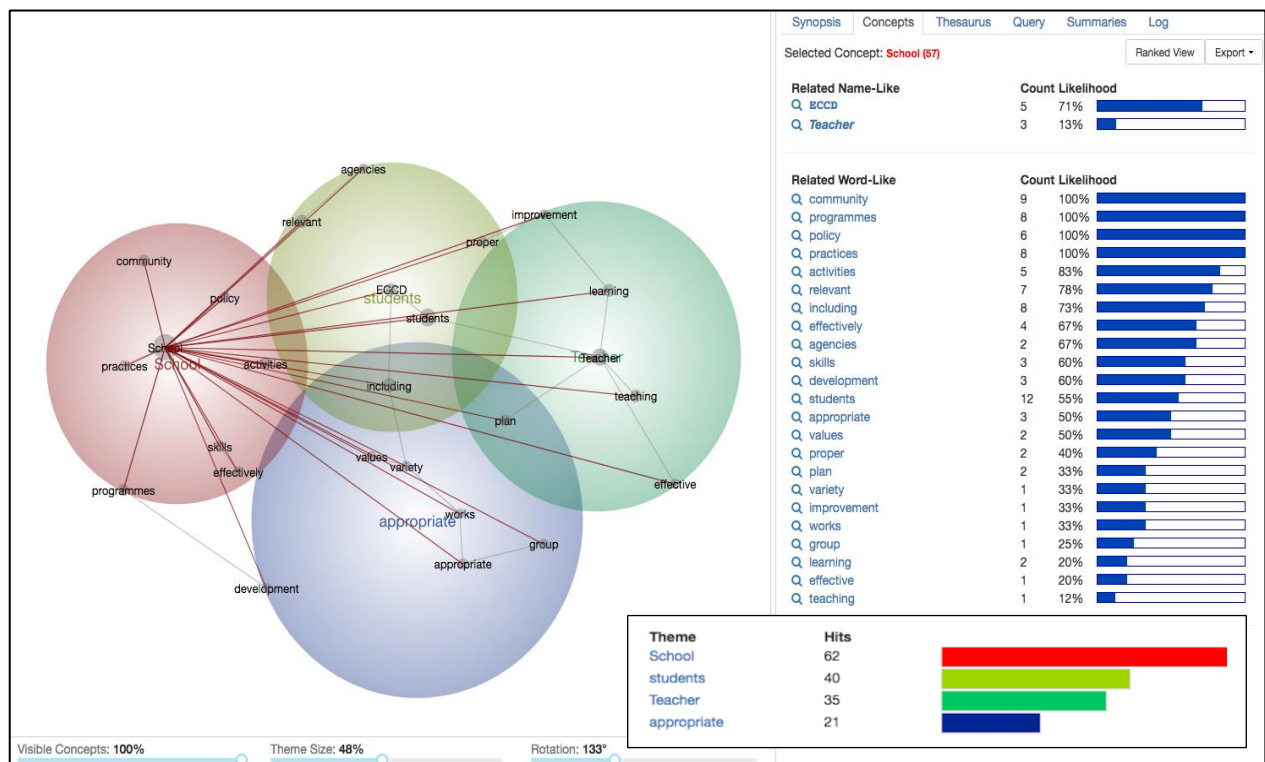 agencies
relevant
improvement
proper
community
ECCD
students
learning
policy
students
School
School
practices
activities
Teacher
Teacher
including
teaching
plan
skills
values
variety
effectively
effective
programmes
works
appropriate
group
appropriate
development
Visible Concepts: 100%
Theme Size: 48%
Rotation: 133°
Synopsis Concepts Thesaurus Query Summaries Log
Selected Concept: School (57) Ranked View Export
Related Name-Like Count Likelihood
ECCD 5 71%
Teacher 3 13%
Related Word-Like Count Likelihood
community 9 100%
programmes 8 100%
policy 6 100%
practices 8 100%
activities 5 83%
relevant 7 78%
including 8 73%
effectively 4 67%
agencies 2 67%
skills 3 60%
development 3 60%
students 12 55%
appropriate 3 50%
values 2 50%
proper 2 40%
plan 2 33%
variety 1 33%
improvement 1 33%
works 1 33%
group 1 25%
learning 2 20%
effective 1 20%
teaching 1 12%
Theme Hits
School 62
students 40
Teacher 35
appropriate 21